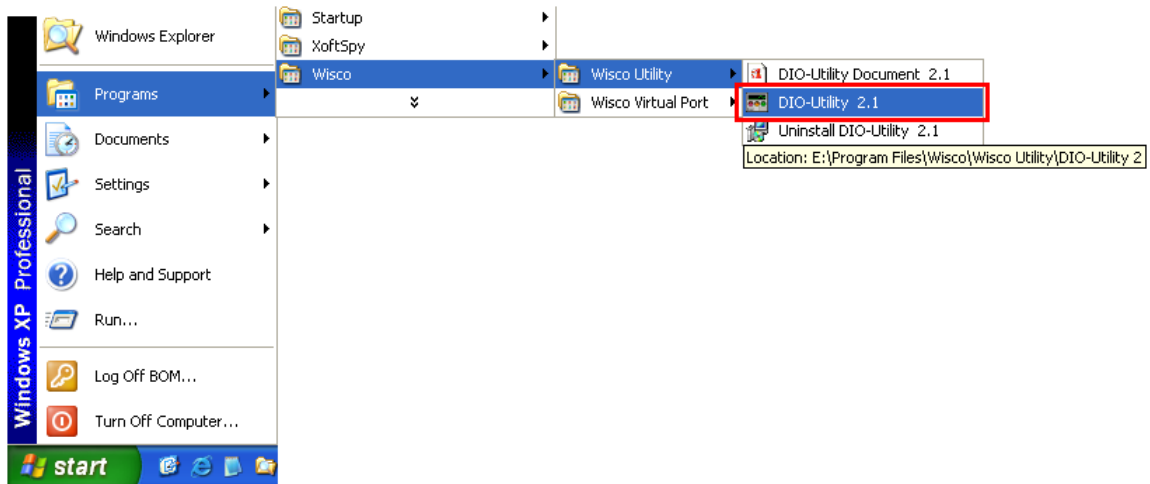 Windows XP Professional
Windows Explorer
Programs
Documents
Settings
Search
Help and Support
Run...
Log Off BOM...
Turn Off Computer...
start
Startup
XoftSpy
Wisco
Wisco Utility
Wisco Virtual Port
DIO-Utility Document 2.1
DIO-Utility 2.1
Uninstall DIO-Utility 2.1
Location: E:\Program Files\Wisco\Wisco Utility\DIO-Utility 2